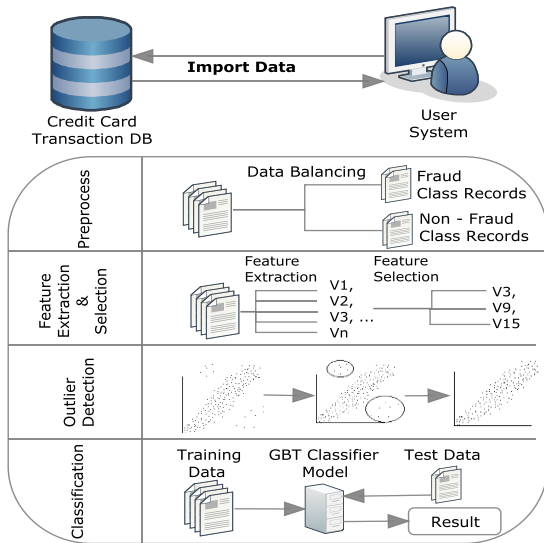 Import Data
Credit Card
Transaction DB
User
System
Preprocess
Data Balancing
Fraud
Class Records
Non - Fraud
Class Records
Feature
Extraction
&
Selection
Feature
Extraction
V1,
V2,
V3, ...
Vn
Feature
Selection
V3,
V9,
V15
Outlier
Detection
Classification
Training
Data
GBT Classifier
Model
Test Data
Result